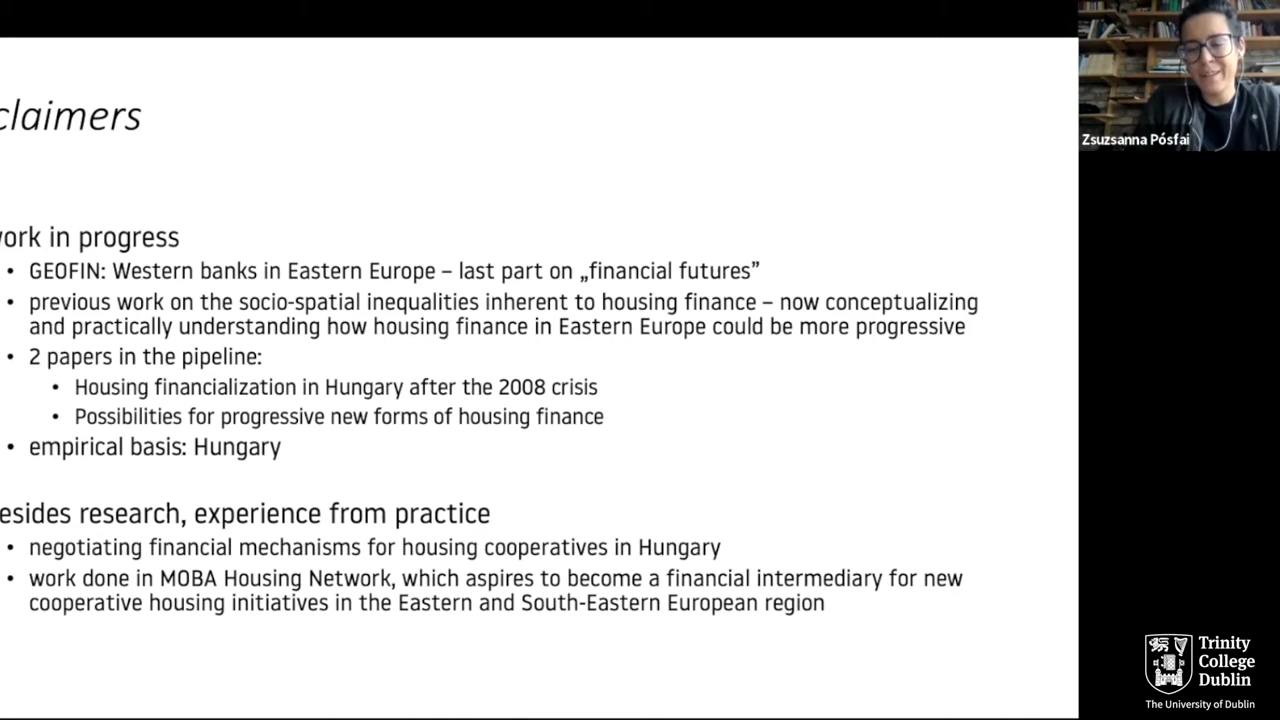 claimers
work in progress
• GEOFIN: Western banks in Eastern Europe – last part on „financial futures”
• previous work on the socio-spatial inequalities inherent to housing finance – now conceptualizing
and practically understanding how housing finance in Eastern Europe could be more progressive
• 2 papers in the pipeline:
• Housing financialization in Hungary after the 2008 crisis
• Possibilities for progressive new forms of housing finance
• empirical basis: Hungary
esides research, experience from practice
• negotiating financial mechanisms for housing cooperatives in Hungary
• work done in MOBA Housing Network, which aspires to become a financial intermediary for new
cooperative housing initiatives in the Eastern and South-Eastern European region
Zsuzsanna Pósfai
Trinity
College
Dublin
The University of Dublin